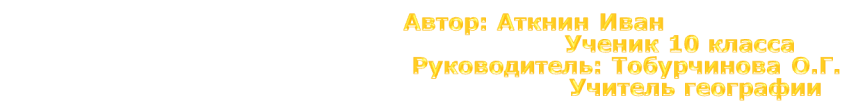 Автор: Аткнин Иван
Ученик 10 класса
Руководитель: Тобурчинова О.Г.
Учитель географии